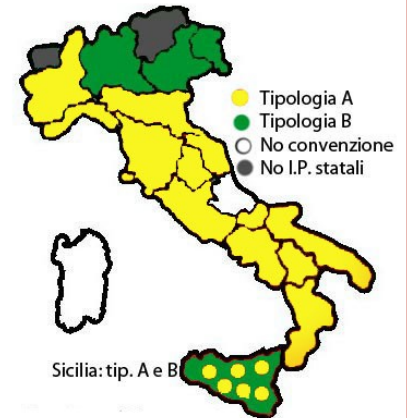 Tipologia A
Tipologia B
No convenzione
No I.P. statali
Sicilia: tip. A e B